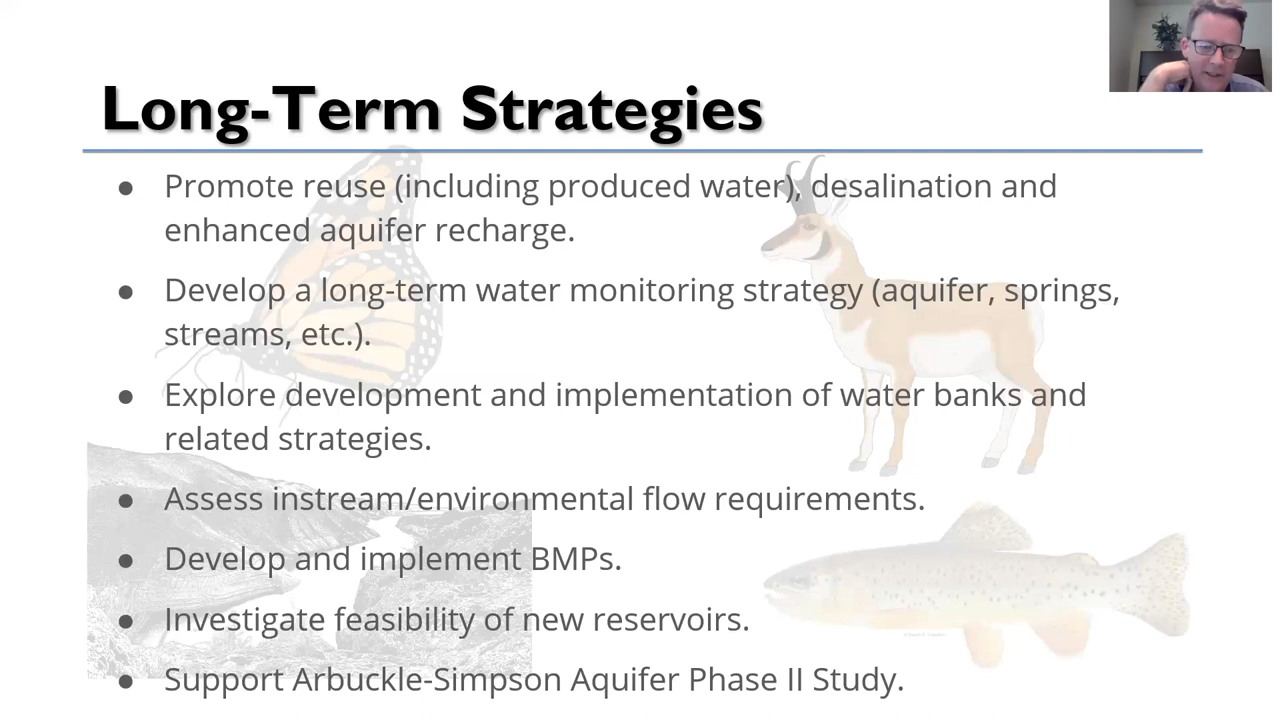 Long-Term Strategies
● Promote reuse (including produced water), desalination and
enhanced aquifer recharge.
● Develop a long-term water monitoring strategy (aquifer, springs,
streams, etc.).
● Explore development and implementation of water banks and
related strategies.
● Assess instream/environmental flow requirements.
● Develop and implement BMPs.
● Investigate feasibility of new reservoirs.
● Support Arbuckle-Simpson Aquifer Phase II Study.